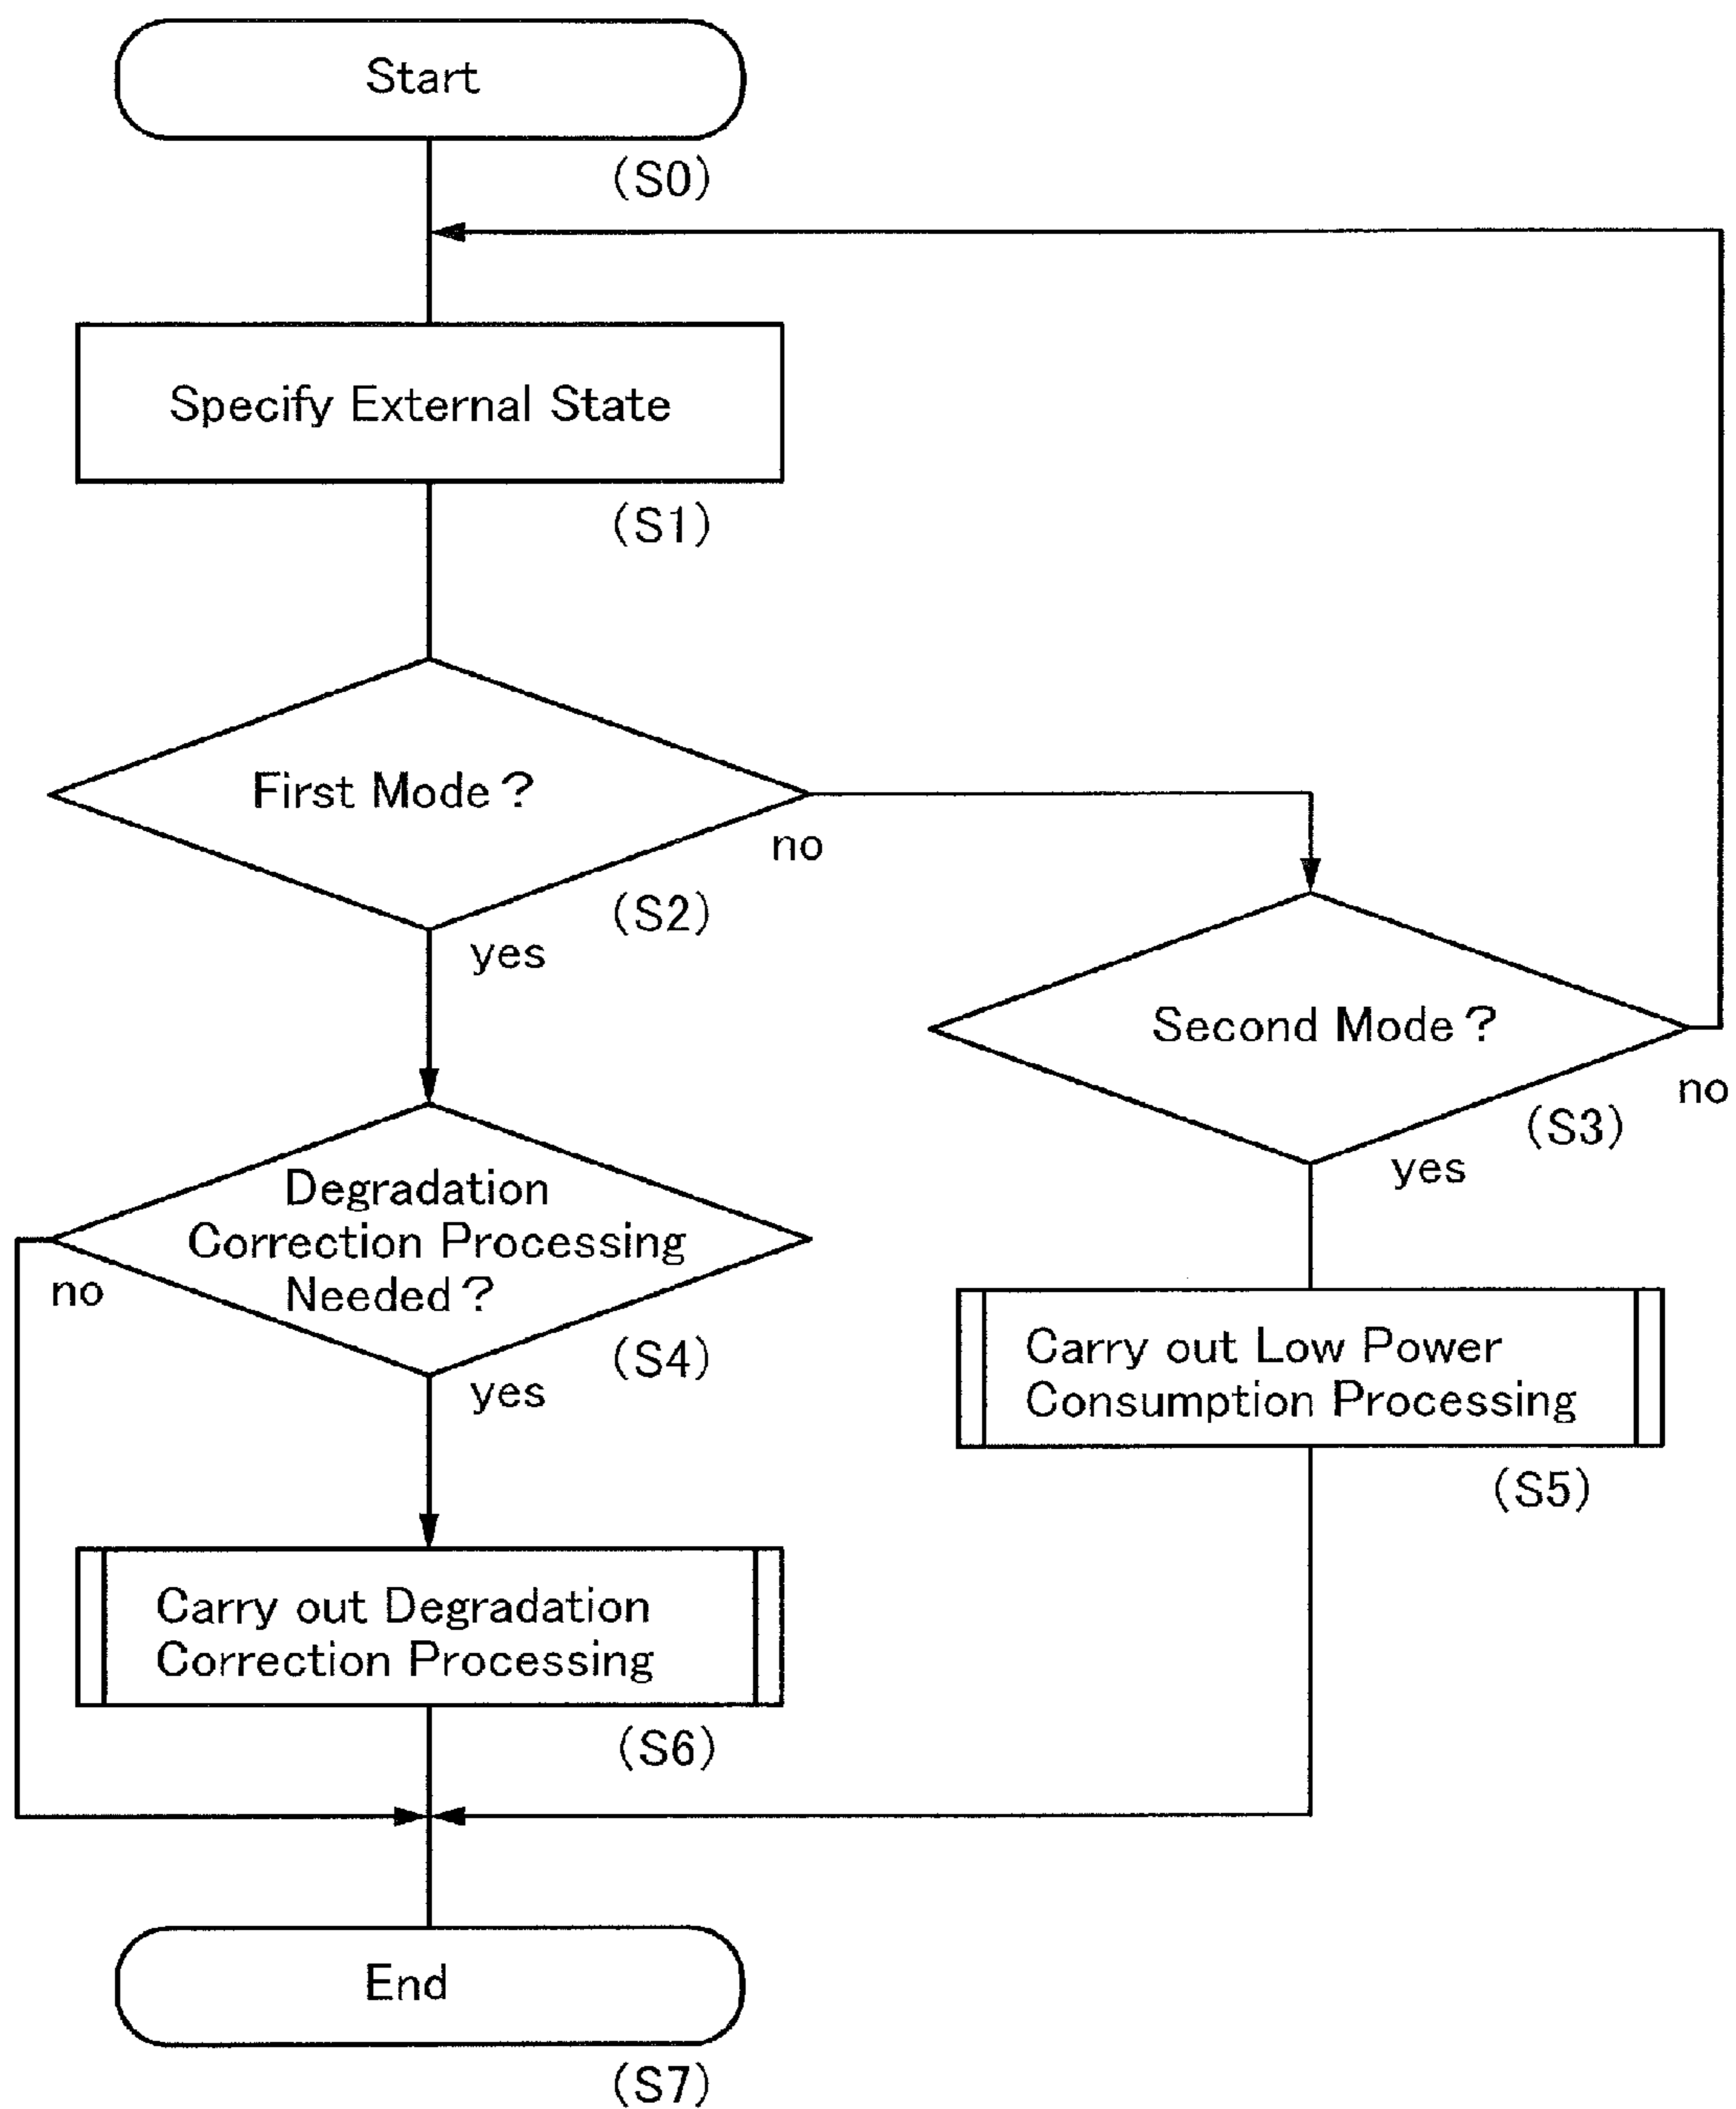 Start
(S0)
Specify External State
(S1)
First Mode?
no
(S2)
yes
Second Mode?
no
(S3)
yes
Degradation
Correction Processing
Needed?
no
(S4)
yes
Carry out Low Power
Consumption Processing
(S5)
Carry out Degradation
Correction Processing
(S6)
End
(S7)